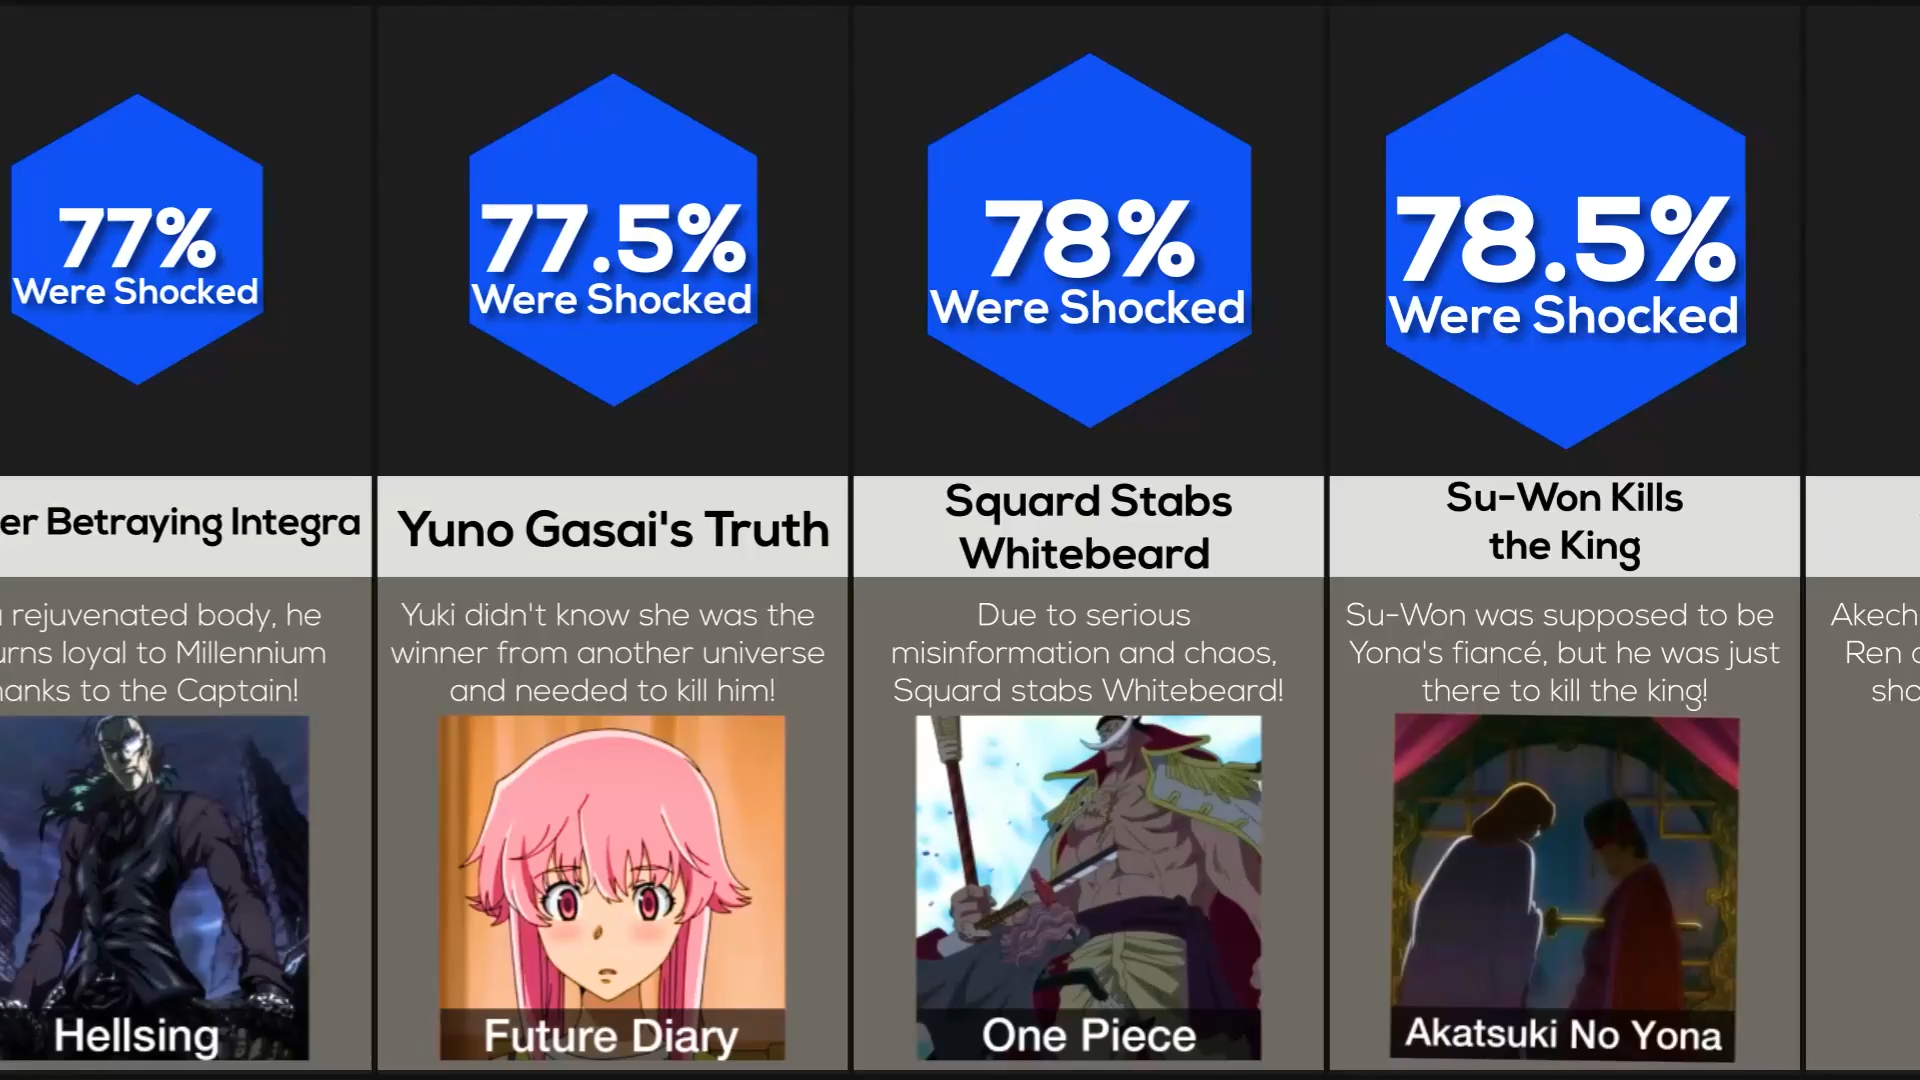 77%
Were Shocked
er Betraying Integra
rejuvenated body, he
urns loyal to Millennium
hanks to the Captain!
Hellsing
77.5%
Were Shocked
Yuno Gasai's Truth
Yuki didn't know she was the
winner from another universe
and needed to kill him!
Future Diary
78%
Were Shocked
Squard Stabs
Whitebeard
Due to serious
misinformation and chaos,
Squard stabs Whitebeard!
One Piece
78.5%
Were Shocked
Su-Won Kills
the King
Su-Won was supposed to be
Yona's fiancé, but he was just
there to kill the king!
Akatsuki No Yona
Akech
Ren
sho